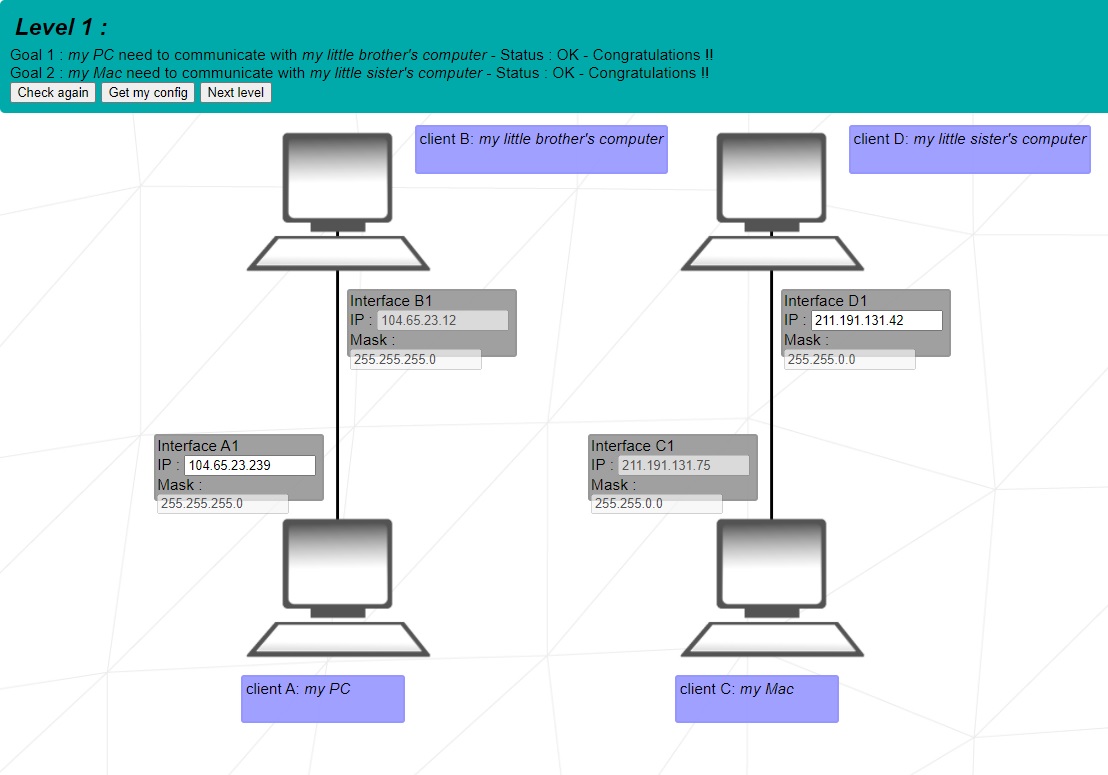 Level 1 :
Goal 1 : my PC need to communicate with my little brother's computer - Status : OK - Congratulations !!
Goal 2 : my Mac need to communicate with my little sister's computer - Status : OK - Congratulations !!
Check again Get my config Next level
client B: my little brother's computer
client D: my little sister's computer
Interface B1
IP : 104.65.23.12
Mask :
255.255.255.0
Interface D1
IP : 211.191.131.42
Mask :
255.255.0.0
Interface A1
IP : 104.65.23.239
Mask :
255.255.255.0
Interface C1
IP : 211.191.131.75
Mask :
255.255.0.0
client A: my PC
client C: my Mac